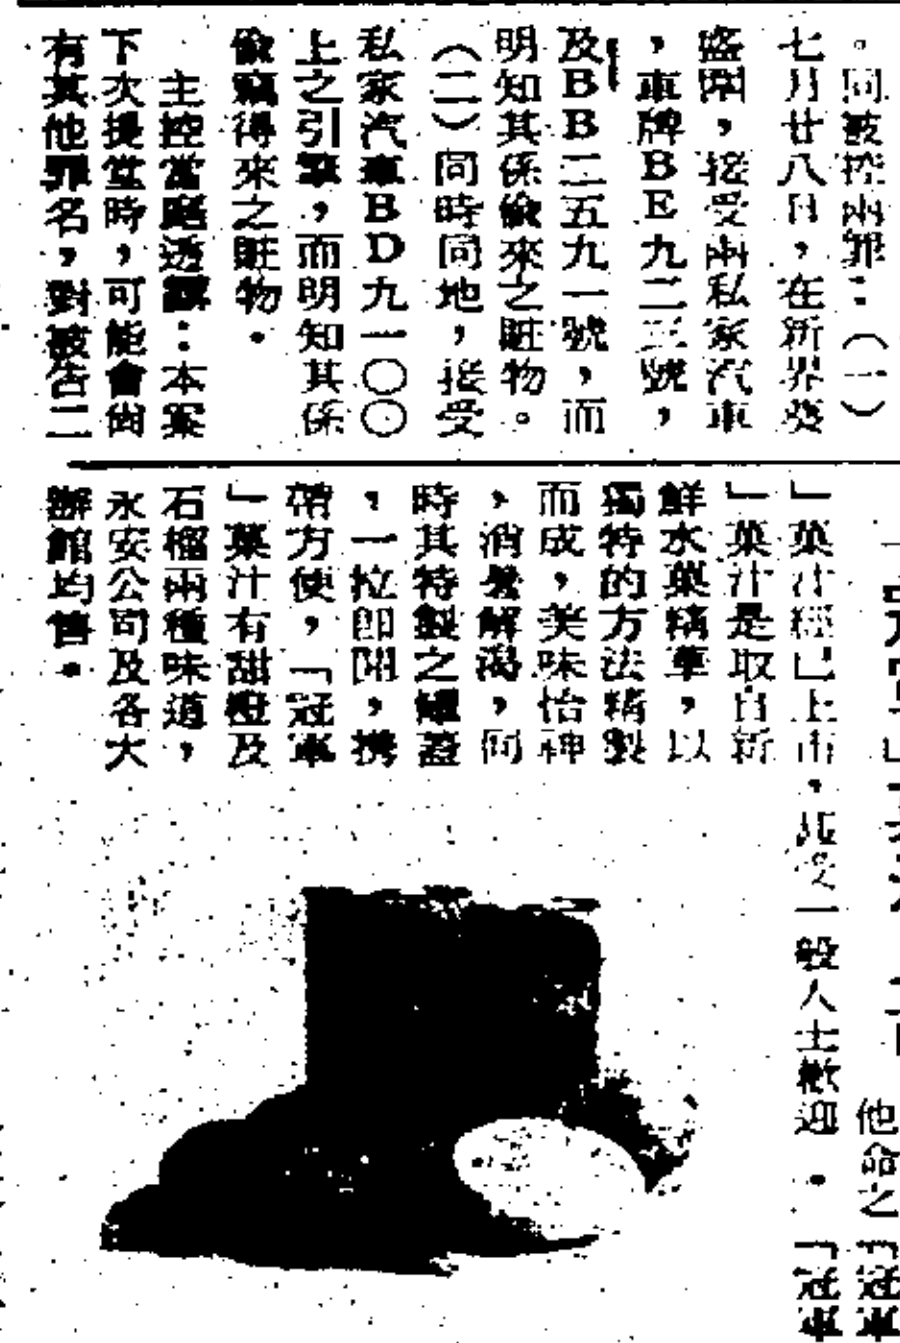 。同被控兩罪：（一）
七月廿八日，在新界葵
盛閣，接受兩私家汽車
，車牌BE九二三號，
及BB二五九一號，而
明知其係偷來之賍物。
（二）同時同地，接受
私家汽車BD九一〇〇
上之引擎，而明知其係
偷竊得來之賍物。
主控當庭透露：本案
下次提堂時，可能會尚
有其他罪名，對被告二
他命之「冠軍
」菓汁經已上市，
受一般人士歡迎。「冠軍
」菓汁是取自新
鮮水菓精華，以
獨特的方法精製
而成，美味怡神
，消暑解渴，同
時其特製之罐蓋
，一拉即開，携
帶方便，「冠軍
」菓汁有甜橙及
石榴兩種味道，
永安公司及各大
辦館均售。